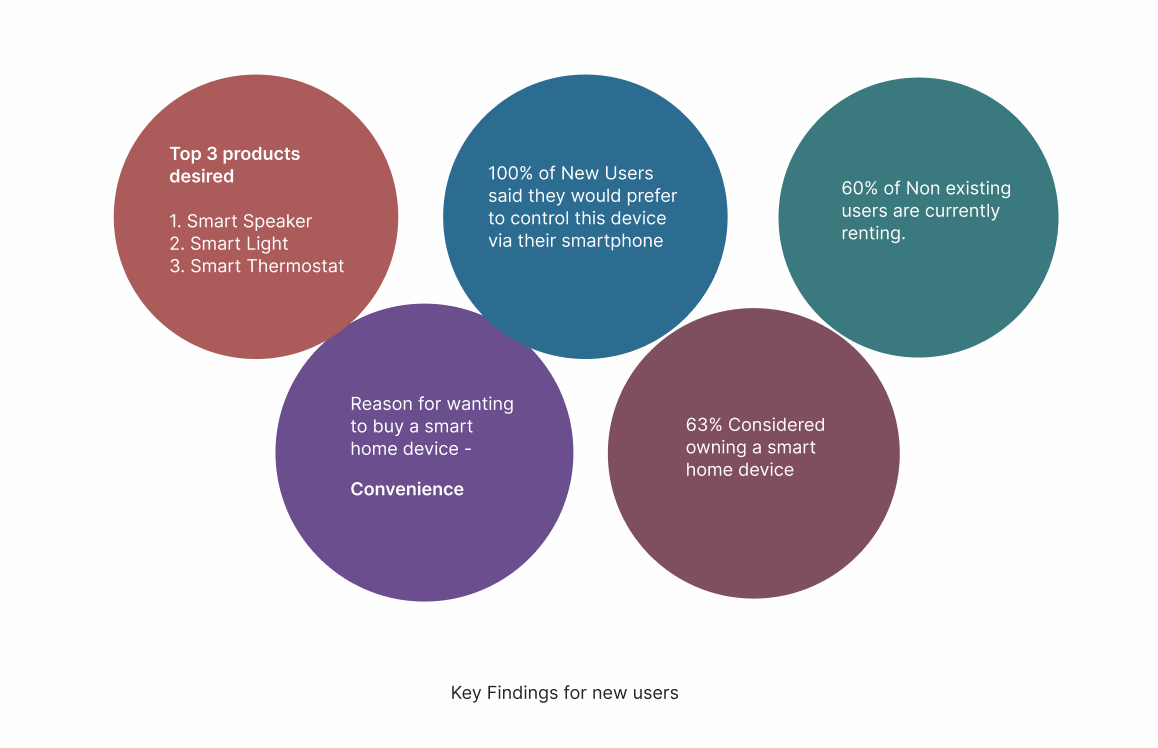 Top 3 products
desired
1. Smart Speaker
2. Smart Light
3. Smart Thermostat
100% of New Users
said they would prefer
to control this device
via their smartphone
60% of Non existing
users are currently
renting.
Reason for wanting
to buy a smart
home device -
Convenience
63% Considered
owning a smart
home device
Key Findings for new users